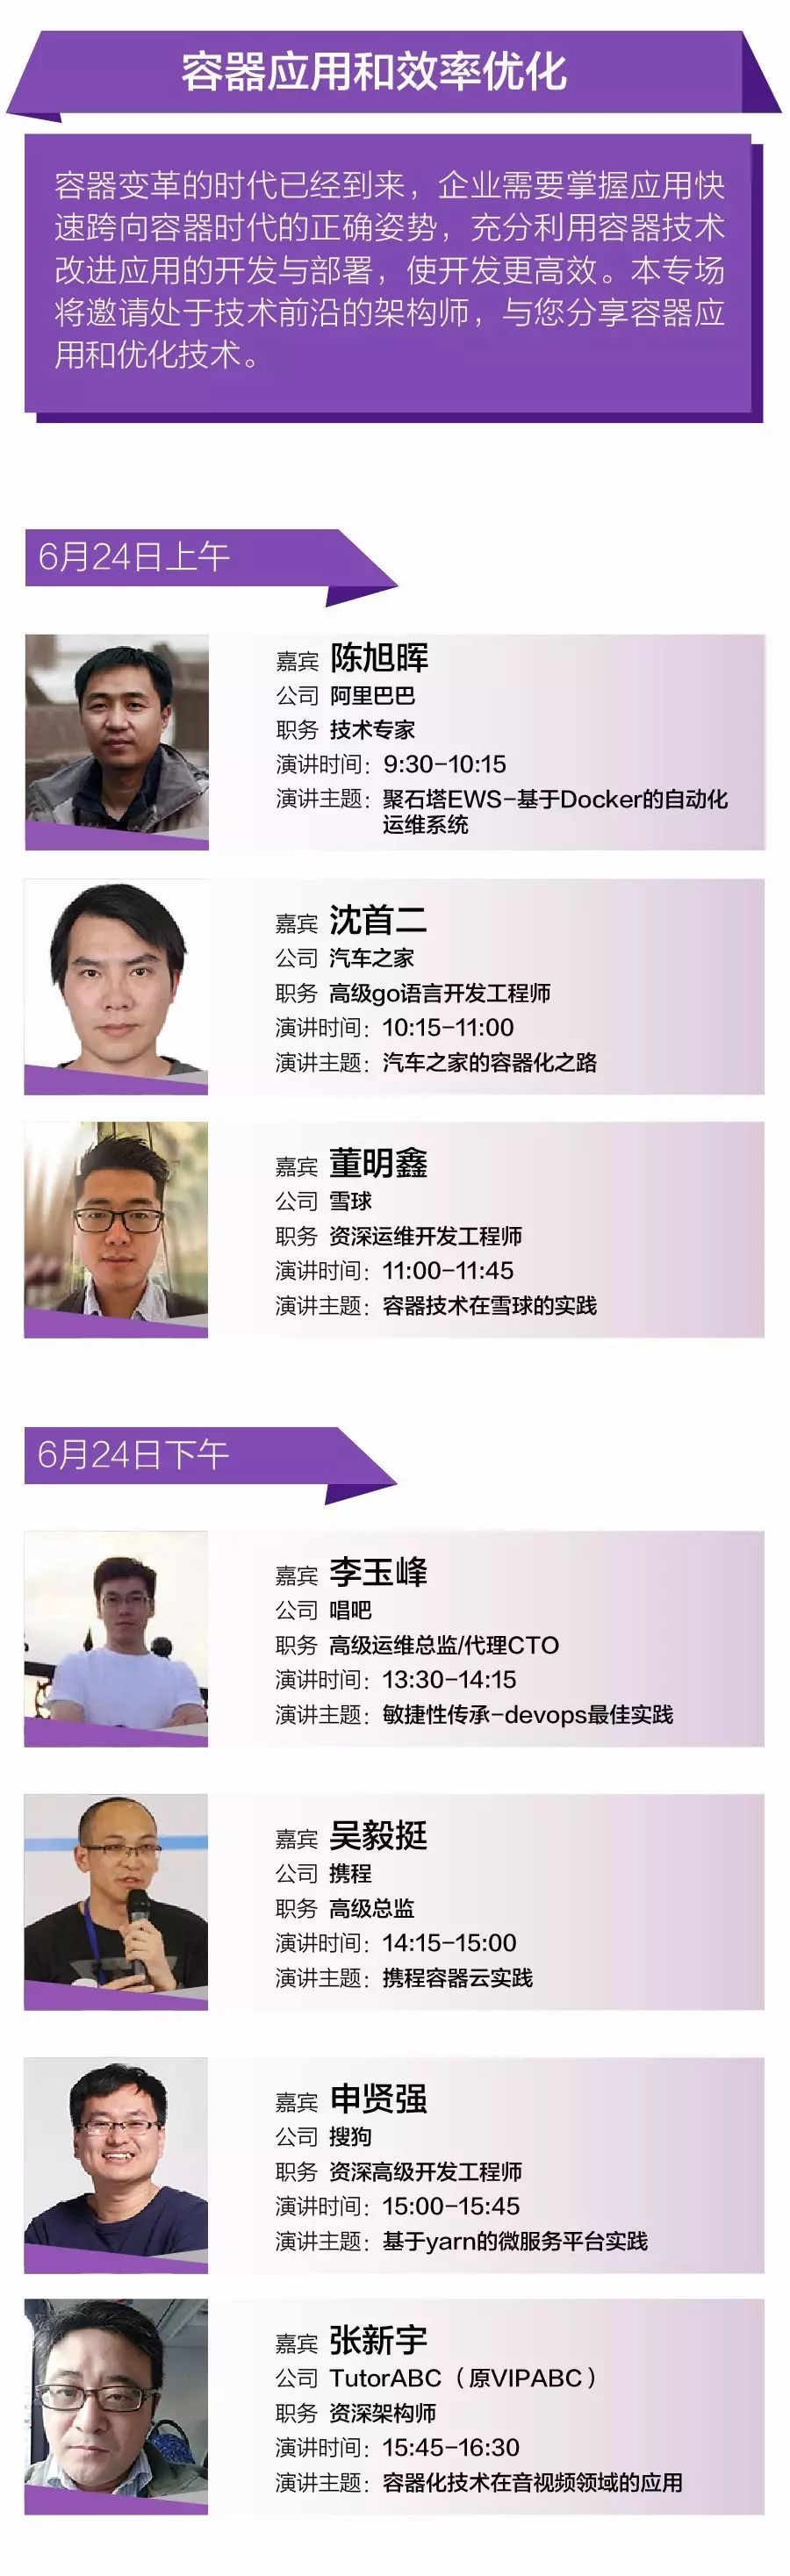 容器应用和效率优化
容器变革的时代已经到来，企业需要掌握应用快
速跨向容器时代的正确姿势，充分利用容器技术
改进应用的开发与部署，使开发更高效。本专场
将邀请处于技术前沿的架构师，与您分享容器应
用和优化技术。
6月24日上午
嘉宾 陈旭晖
公司 阿里巴巴
职务 技术专家
演讲时间：9:30-10:15
演讲主题：聚石塔EWS-基于Docker的自动化
运维系统
嘉宾 沈首二
公司 汽车之家
职务 高级go语言开发工程师
演讲时间：10:15-11:00
演讲主题：汽车之家的容器化之路
嘉宾 董明鑫
公司 雪球
职务 资深运维开发工程师
演讲时间：11:00-11:45
演讲主题：容器技术在雪球的实践
6月24日下午
嘉宾 李玉峰
公司 唱吧
职务 高级运维总监/代理CTO
演讲时间：13:30-14:15
演讲主题：敏捷性传承-devops最佳实践
嘉宾 吴毅挺
公司 携程
职务 高级总监
演讲时间：14:15-15:00
演讲主题：携程容器云实践
嘉宾 申贤强
公司 搜狗
职务 资深高级开发工程师
演讲时间：15:00-15:45
演讲主题：基于yarn的微服务平台实践
嘉宾 张新宇
公司 TutorABC（原VIPABC）
职务 资深架构师
演讲时间：15:45-16:30
演讲主题：容器化技术在音视频领域的应用